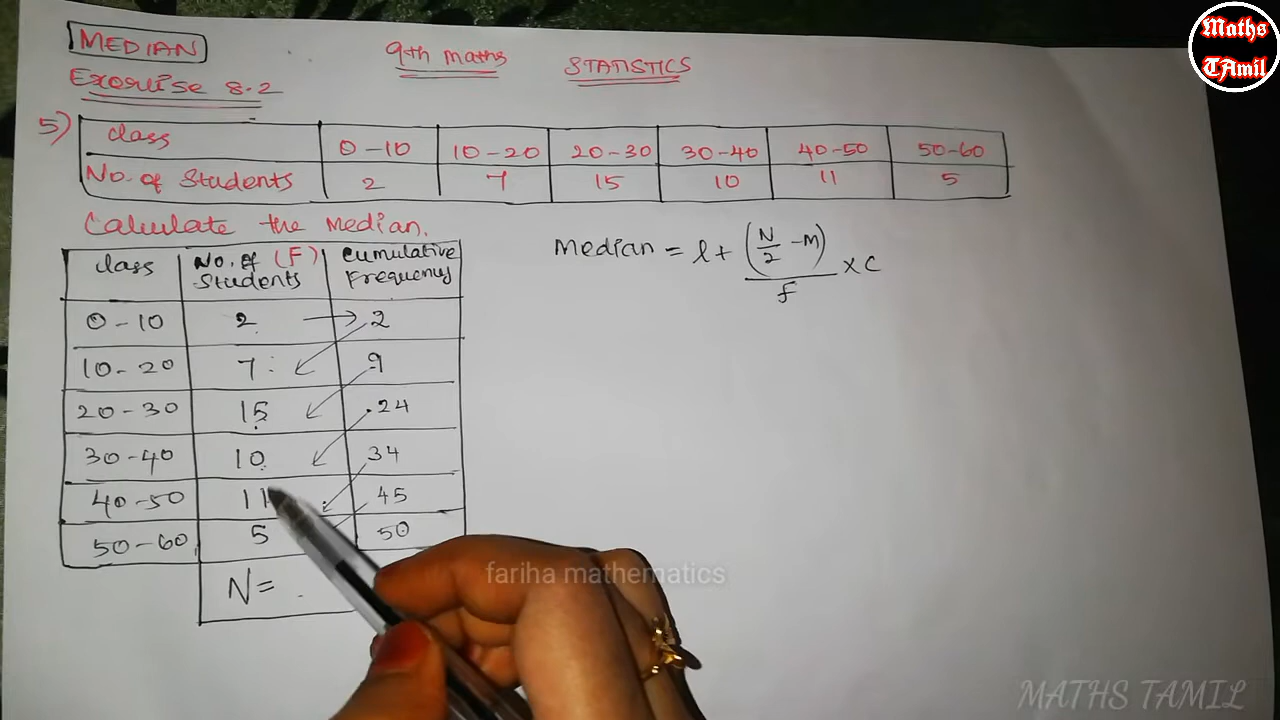 Maths
TAmil
MEDIAN
9th maths
STATISTICS
Exercise 8.2
5)
class 0-10 10-20 20-30 30-40 40-50 50-60
No. of Students 2 7 15 10 11 5
Calculate the Median.
class No. of (F) Students Cumulative Frequency
0-10 2 2
10-20 7 9
20-30 15 24
30-40 10 34
40-50 11 45
50-60 5 50
N=
Median = l + (N/2 - M)/f × c
fariha mathematics
MATHS TAMIL